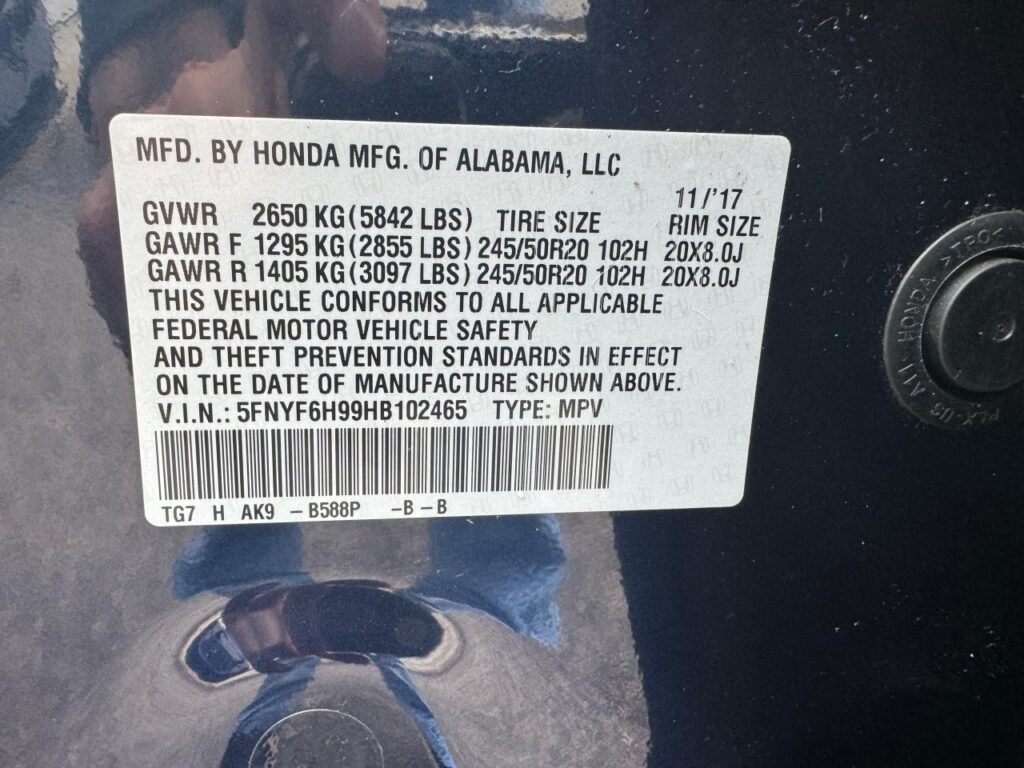 MFD. BY HONDA MFG. OF ALABAMA, LLC
11/'17
GVWR 2650 KG (5842 LBS) TIRE SIZE RIM SIZE
GAWR F 1295 KG (2855 LBS) 245/50R20 102H 20X8.0J
GAWR R 1405 KG (3097 LBS) 245/50R20 102H 20X8.0J
THIS VEHICLE CONFORMS TO ALL APPLICABLE
FEDERAL MOTOR VEHICLE SAFETY
AND THEFT PREVENTION STANDARDS IN EFFECT
ON THE DATE OF MANUFACTURE SHOWN ABOVE.
V.I.N.: 5FNYF6H99HB102465 TYPE: MPV
TG7 H AK9 -B588P -B-B
HONDA >TPO<